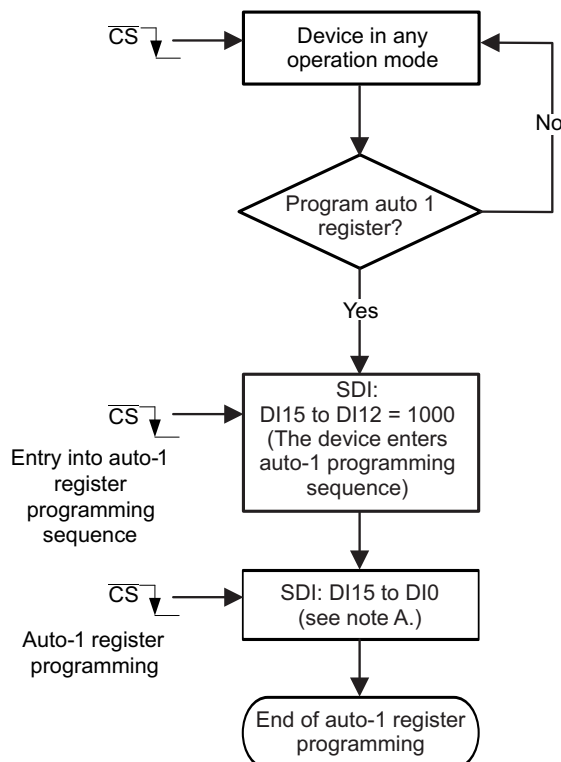 CS
Device in any
operation mode
No
Program auto 1
register?
Yes
CS
Entry into auto-1
register
programming
sequence
SDI:
DI15 to DI12 = 1000
(The device enters
auto-1 programming
sequence)
CS
Auto-1 register
programming
SDI: DI15 to DI0
(see note A.)
End of auto-1 register
programming